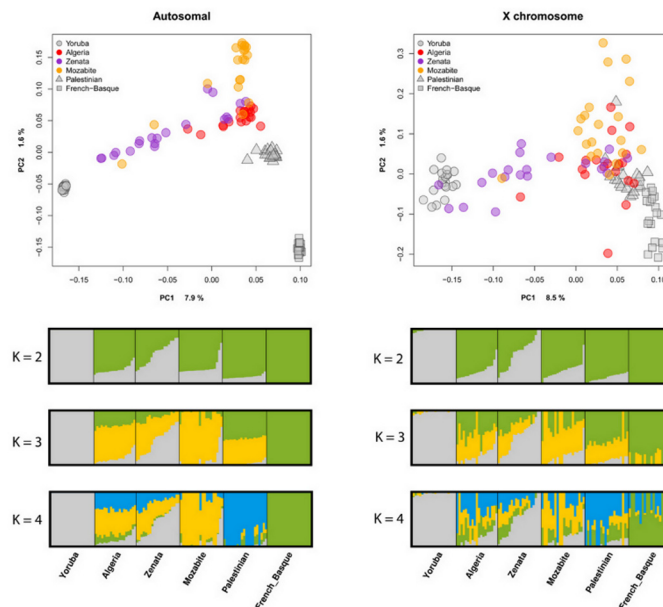 Autosomal
Yoruba
Algeria
Zenata
Mozabite
Palestinian
French-Basque
PC2 1.6 %
0.15
0.10
0.05
0.00
−0.05
−0.15
−0.15
−0.10
−0.05
0.00
0.05
0.10
PC1 7.9 %
K = 2
K = 3
K = 4
Yoruba
Algeria
Zenata
Mozabite
Palestinian
French_Basque
X chromosome
Yoruba
Algeria
Zenata
Mozabite
Palestinian
French-Basque
PC2 1.6 %
0.3
0.2
0.1
0.0
−0.1
−0.2
−0.15
−0.10
−0.05
0.00
0.05
0.10
PC1 8.5 %
K = 2
K = 3
K = 4
Yoruba
Algeria
Zenata
Mozabite
Palestinian
French_Basque